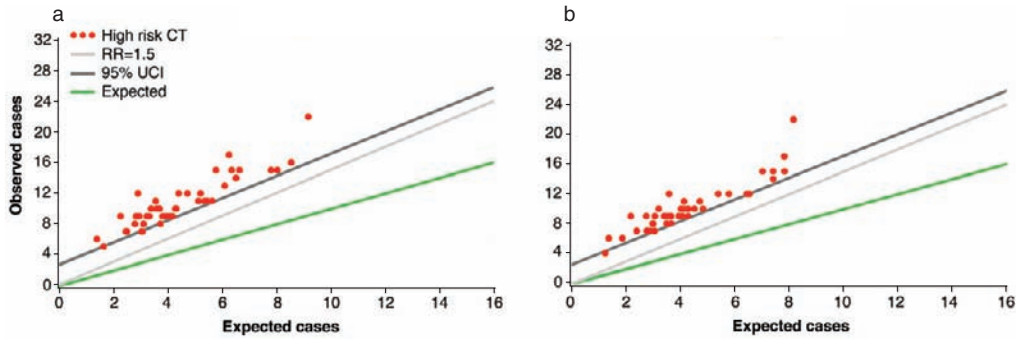 a
32
28
24
20
16
12
8
4
0
Observed cases
High risk CT
RR=1.5
95% UCI
Expected
0 2 4 6 8 10 12 14 16
Expected cases
b
32
28
24
20
16
12
8
4
0
0 2 4 6 8 10 12 14 16
Expected cases